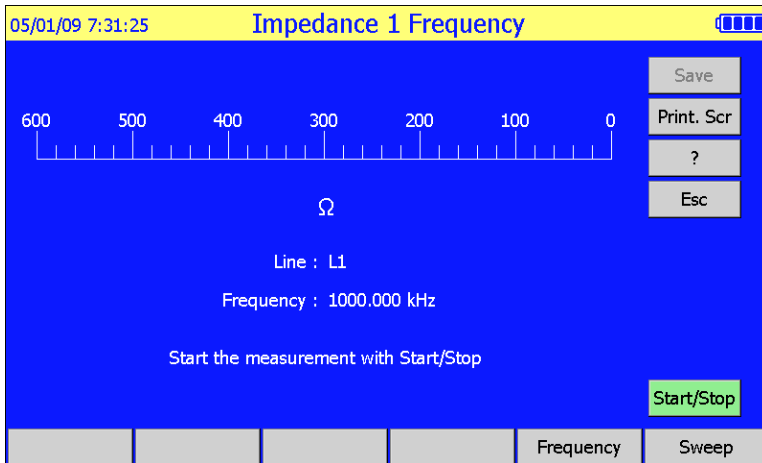 05/01/09 7:31:25 Impedance 1 Frequency
Save
600 500 400 300 200 100 0 Print. Scr
?
Ω Esc
Line : L1
Frequency : 1000.000 kHz
Start the measurement with Start/Stop
Start/Stop
Frequency Sweep